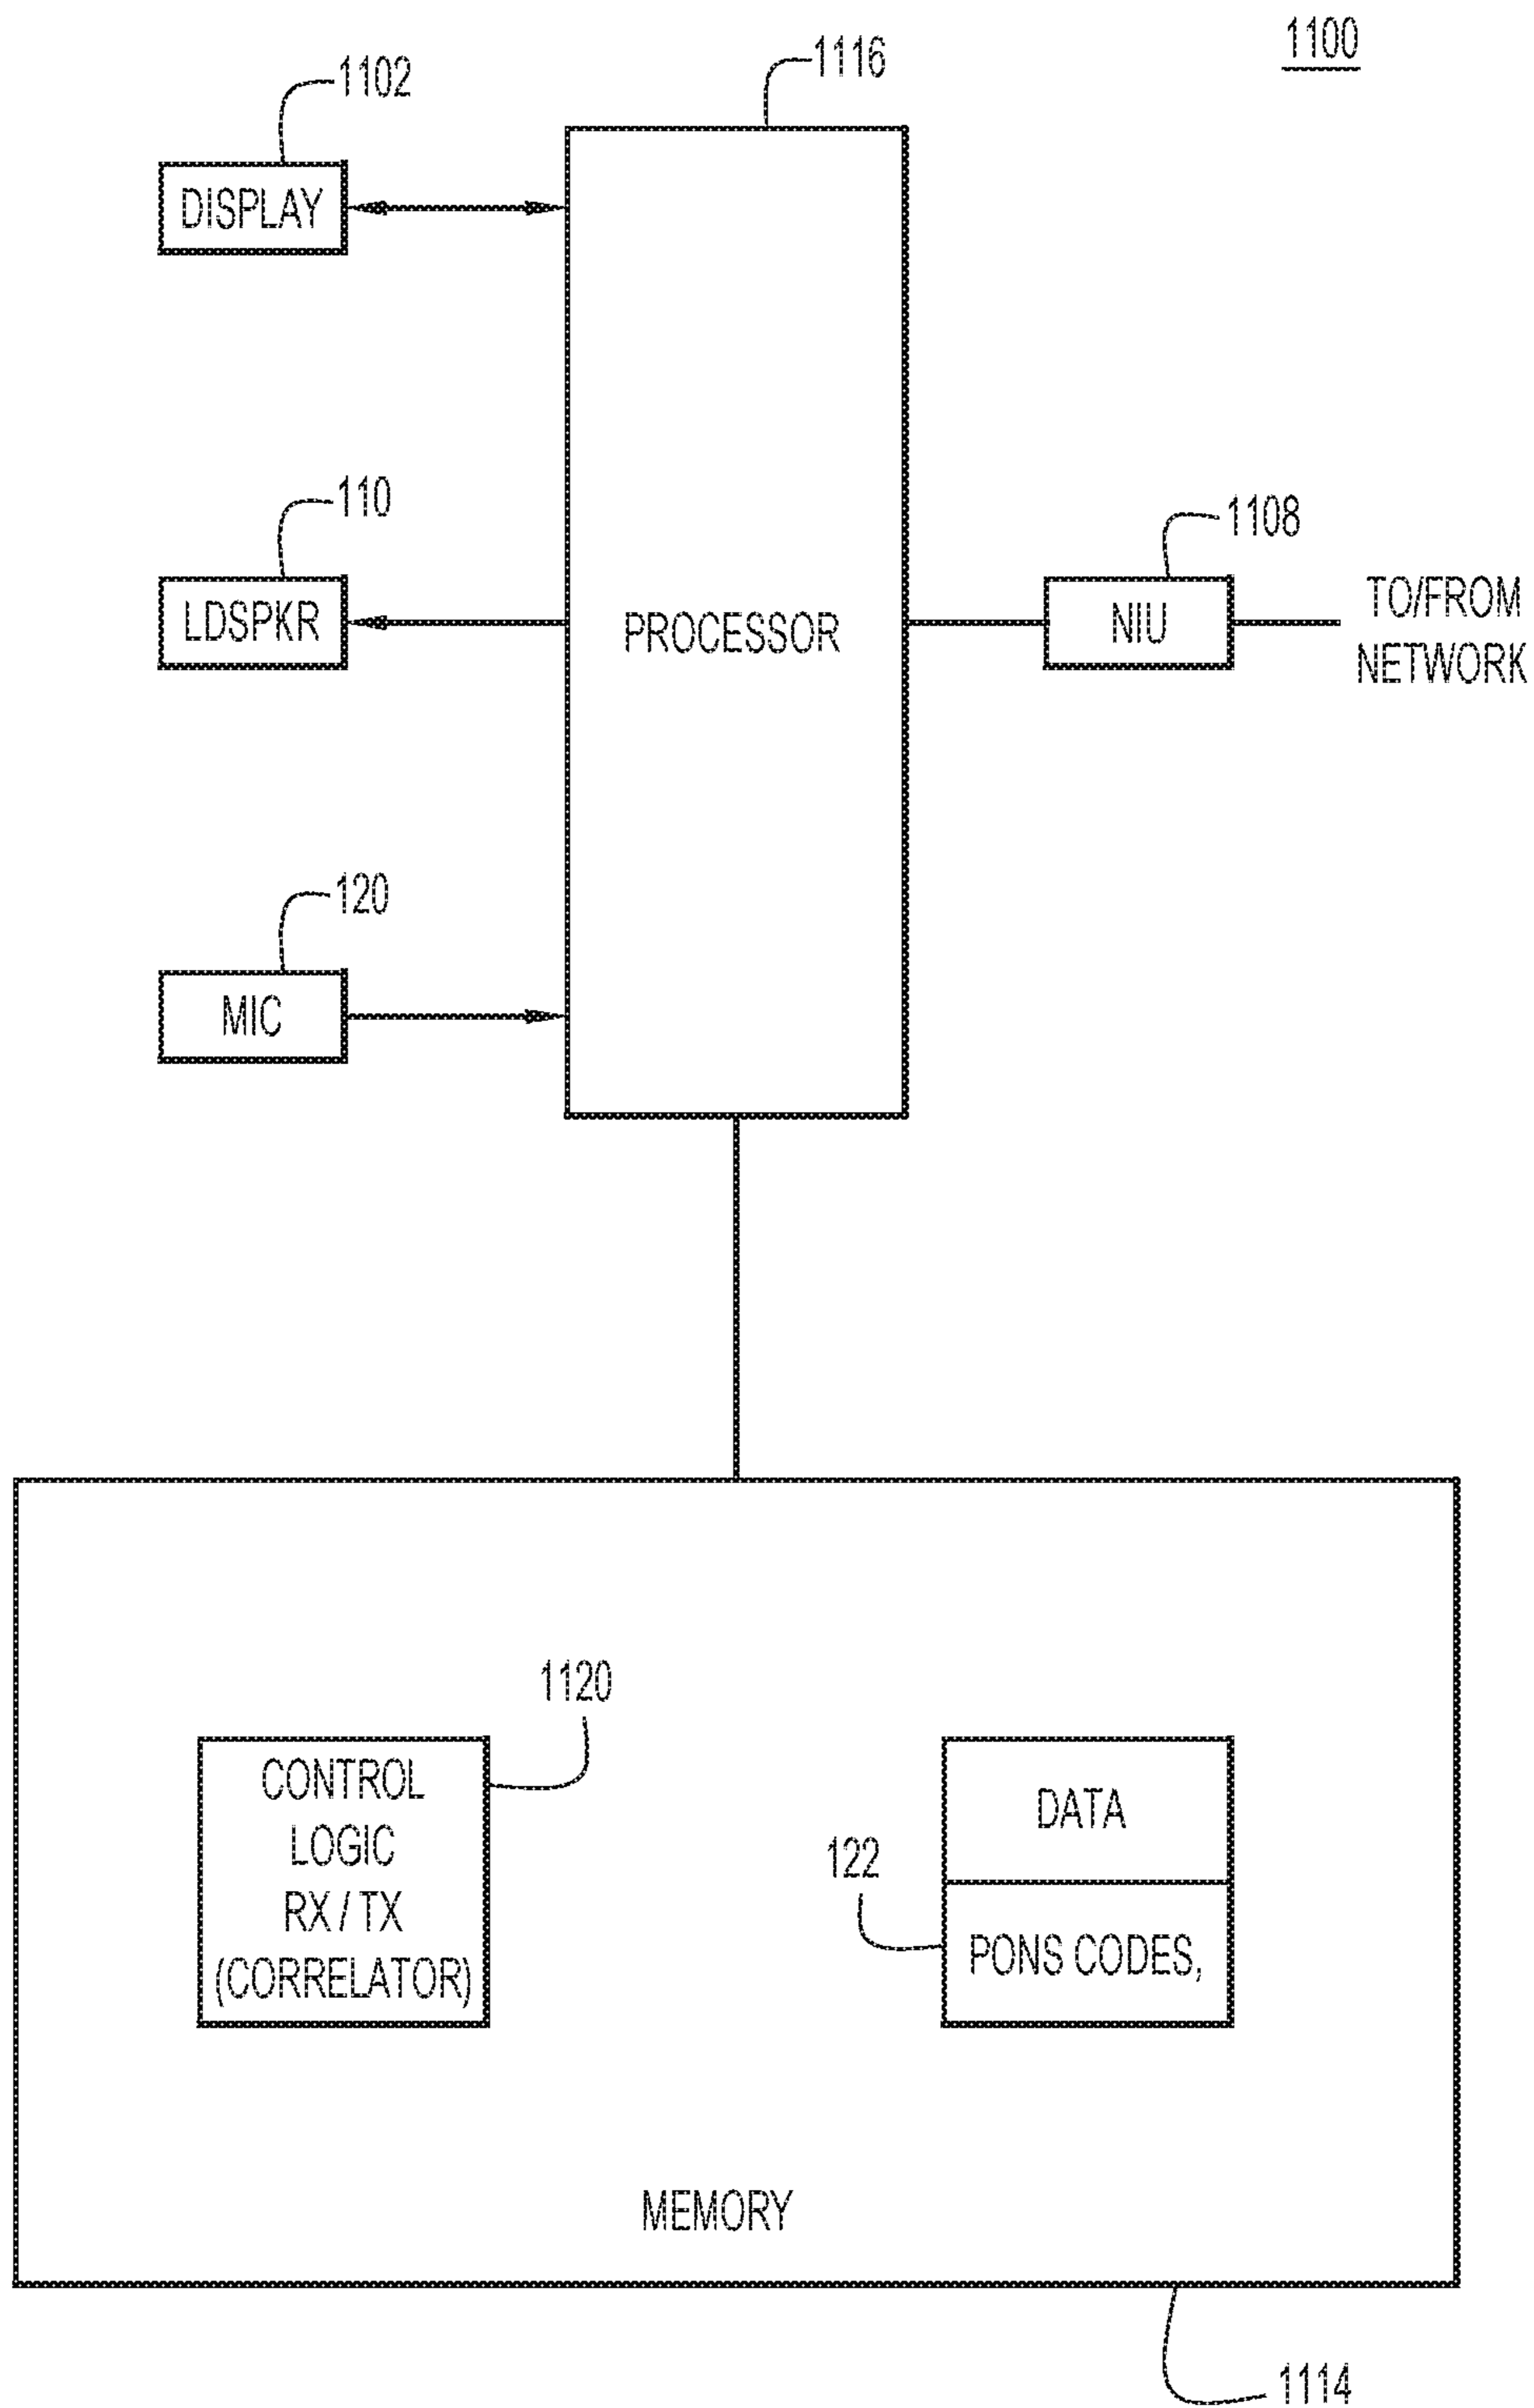 1100
1116
1102
DISPLAY
110
LDSPKR
PROCESSOR
1108
NIU
TO/FROM
NETWORK
120
MIC
1120
CONTROL
LOGIC
RX / TX
(CORRELATOR)
DATA
122
PONS CODES,
MEMORY
1114